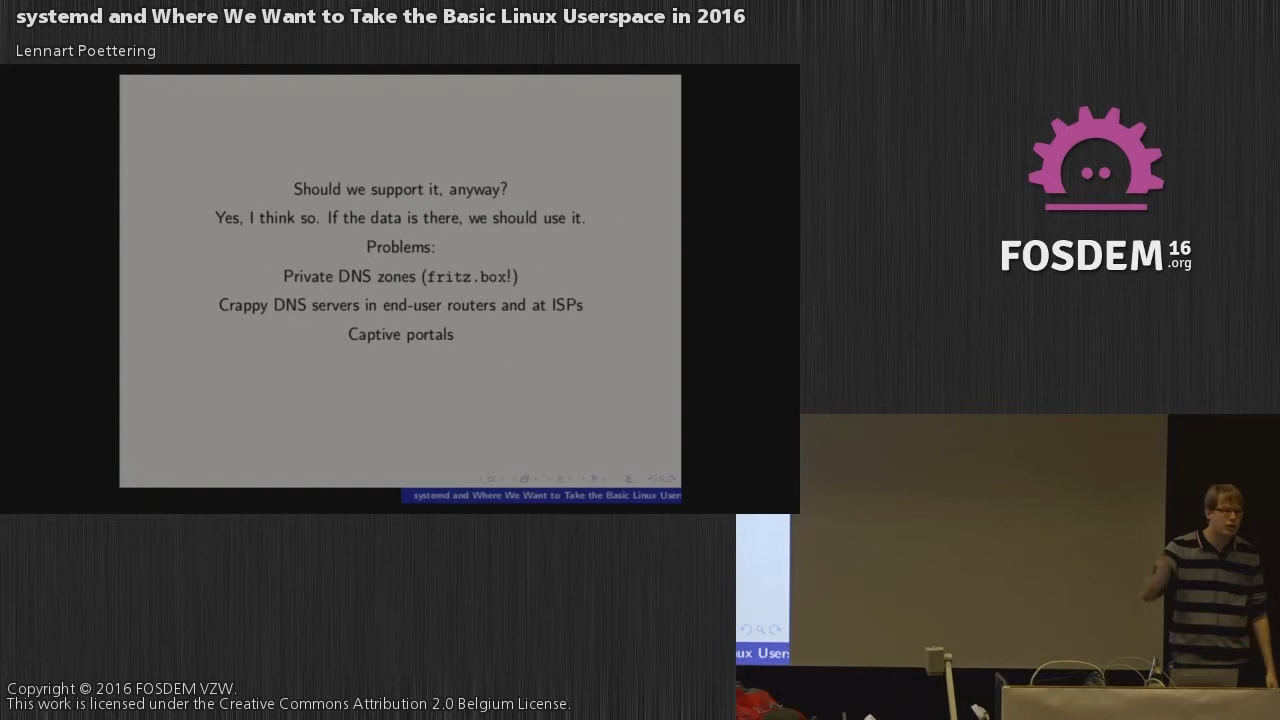 systemd and Where We Want to Take the Basic Linux Userspace in 2016
Lennart Poettering
Should we support it, anyway?
Yes, I think so. If the data is there, we should use it.
Problems:
Private DNS zones (fritz.box!)
Crappy DNS servers in end-user routers and at ISPs
Captive portals
systemd and Where We Want to Take the Basic Linux User
FOSDEM 16
.org
ux Users
Copyright © 2016 FOSDEM VZW.
This work is licensed under the Creative Commons Attribution 2.0 Belgium License.